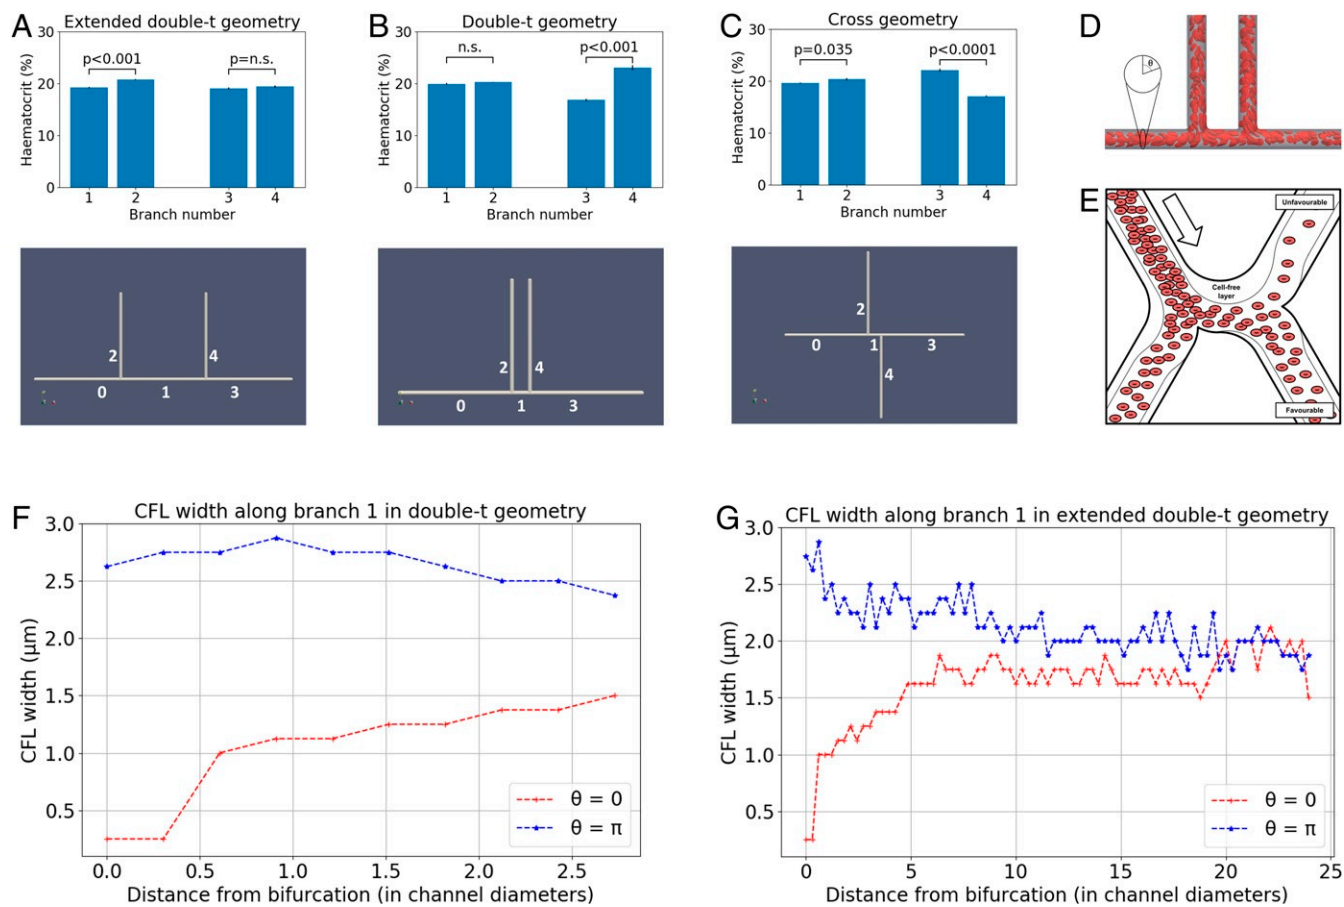 A
Extended double-t geometry
Haematocrit (%)
30
20
10
0
p<0.001
p=n.s.
1
2
3
4
Branch number
2
4
0
1
3
B
Double-t geometry
Haematocrit (%)
30
20
10
0
n.s.
p<0.001
1
2
3
4
Branch number
2
4
0
1
3
C
Cross geometry
Haematocrit (%)
30
20
10
0
p=0.035
p<0.0001
1
2
3
4
Branch number
2
0
1
3
4
D
θ
E
Unfavourable
Cell-free
layer
Favourable
F
CFL width along branch 1 in double-t geometry
CFL width (µm)
3.0
2.5
2.0
1.5
1.0
0.5
θ = 0
θ = π
0.0
0.5
1.0
1.5
2.0
2.5
Distance from bifurcation (in channel diameters)
G
CFL width along branch 1 in extended double-t geometry
CFL width (µm)
3.0
2.5
2.0
1.5
1.0
0.5
θ = 0
θ = π
0
5
10
15
20
25
Distance from bifurcation (in channel diameters)